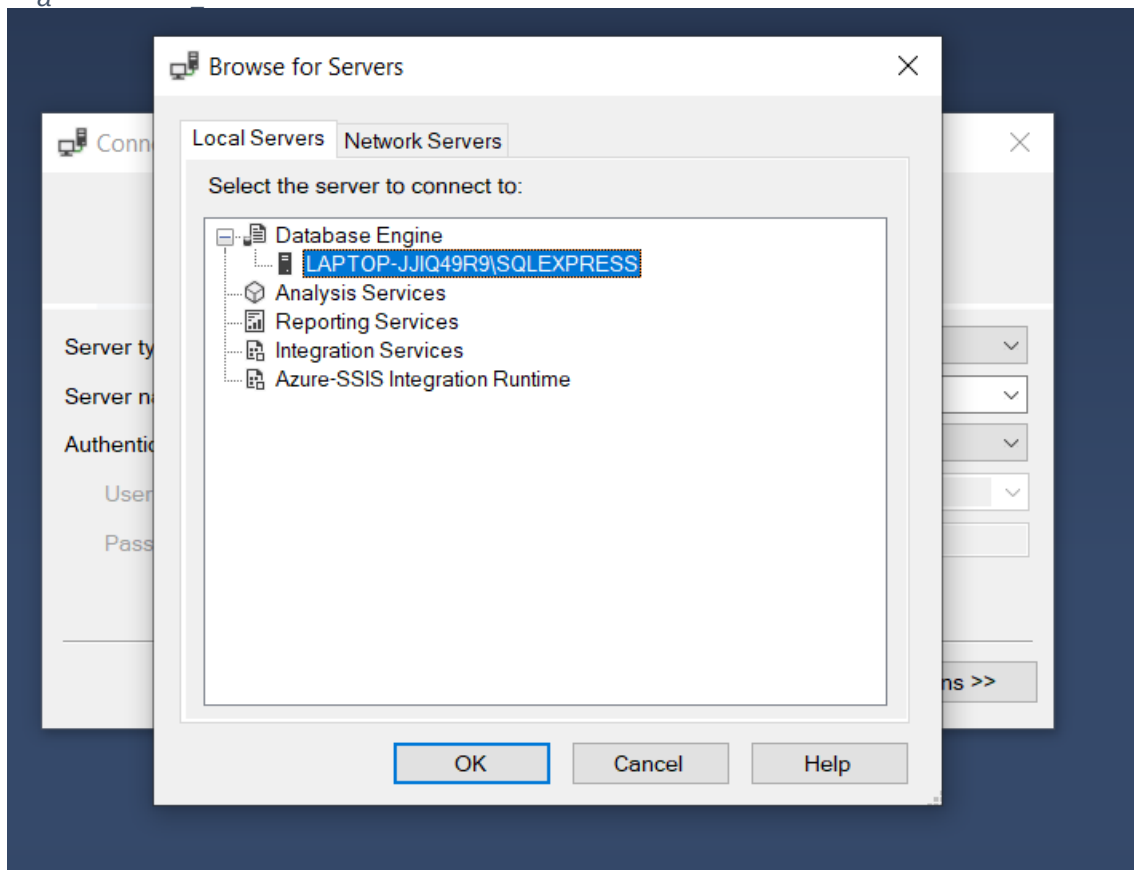 Browse for Servers
Conn
Local Servers Network Servers
Select the server to connect to:
Database Engine
LAPTOP-JJIQ49R9\SQLEXPRESS
Analysis Services
Reporting Services
Integration Services
Azure-SSIS Integration Runtime
Server ty
Server n
Authentic
User
Pass
ns >>
OK Cancel Help